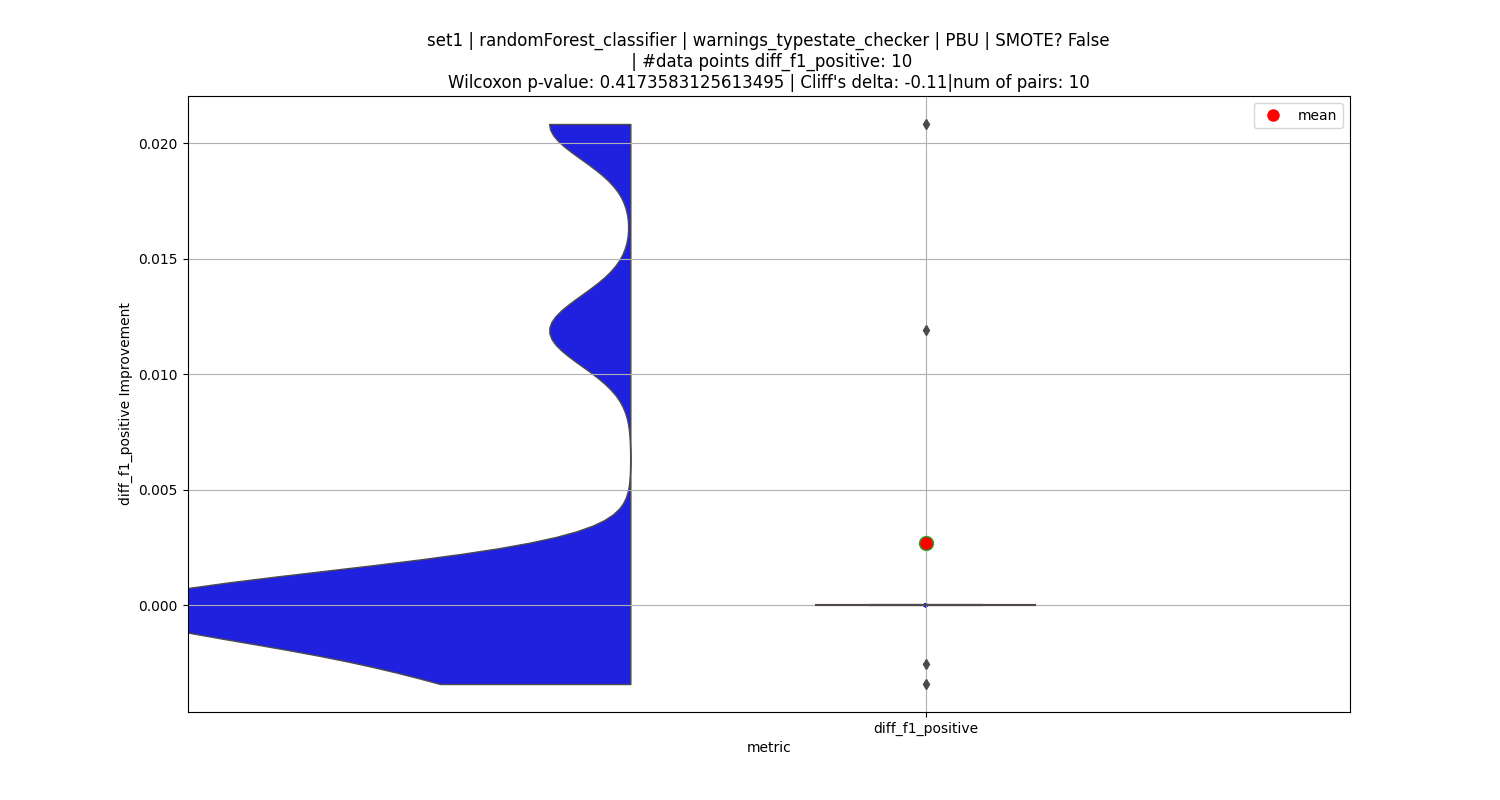 set1 | randomForest_classifier | warnings_typestate_checker | PBU | SMOTE? False
| #data points diff_f1_positive: 10
Wilcoxon p-value: 0.4173583125613495 | Cliff's delta: -0.11|num of pairs: 10
mean
0.020
0.015
0.010
0.005
0.000
diff_f1_positive Improvement
diff_f1_positive
metric